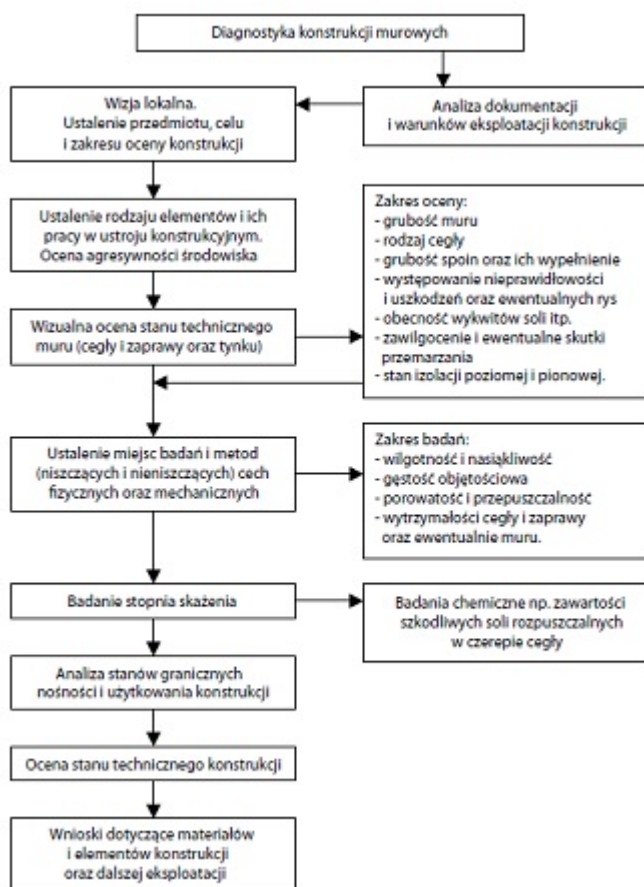 Diagnostyka konstrukcji murowych
Analiza dokumentacji
i warunków eksploatacji konstrukcji
Wizja lokalna.
Ustalenie przedmiotu, celu
i zakresu oceny konstrukcji
Ustalenie rodzaju elementów i ich
pracy w ustroju konstrukcyjnym.
Ocena agresywności środowiska
Wizualna ocena stanu technicznego
muru (cegły i zaprawy oraz tynku)
Zakres oceny:
- grubość muru
- rodzaj cegły
- grubość spoin oraz ich wypełnienie
- występowanie nieprawidłowości
i uszkodzeń oraz ewentualnych rys
- obecność wykwitów soli itp.
- zawilgocenie i ewentualne skutki
przemarzania
- stan izolacji poziomej i pionowej.
Ustalenie miejsc badań i metod
(niszczących i nieniszczących) cech
fizycznych oraz mechanicznych
Zakres badań:
- wilgotność i nasiąkliwość
- gęstość objętościowa
- porowatość i przepuszczalność
- wytrzymałości cegły i zaprawy
oraz ewentualnie muru.
Badanie stopnia skażenia
Badania chemiczne np. zawartości
szkodliwych soli rozpuszczalnych
w czerepie cegły
Analiza stanów granicznych
nośności i użytkowania konstrukcji
Ocena stanu technicznego konstrukcji
Wnioski dotyczące materiałów
i elementów konstrukcji
oraz dalszej eksploatacji